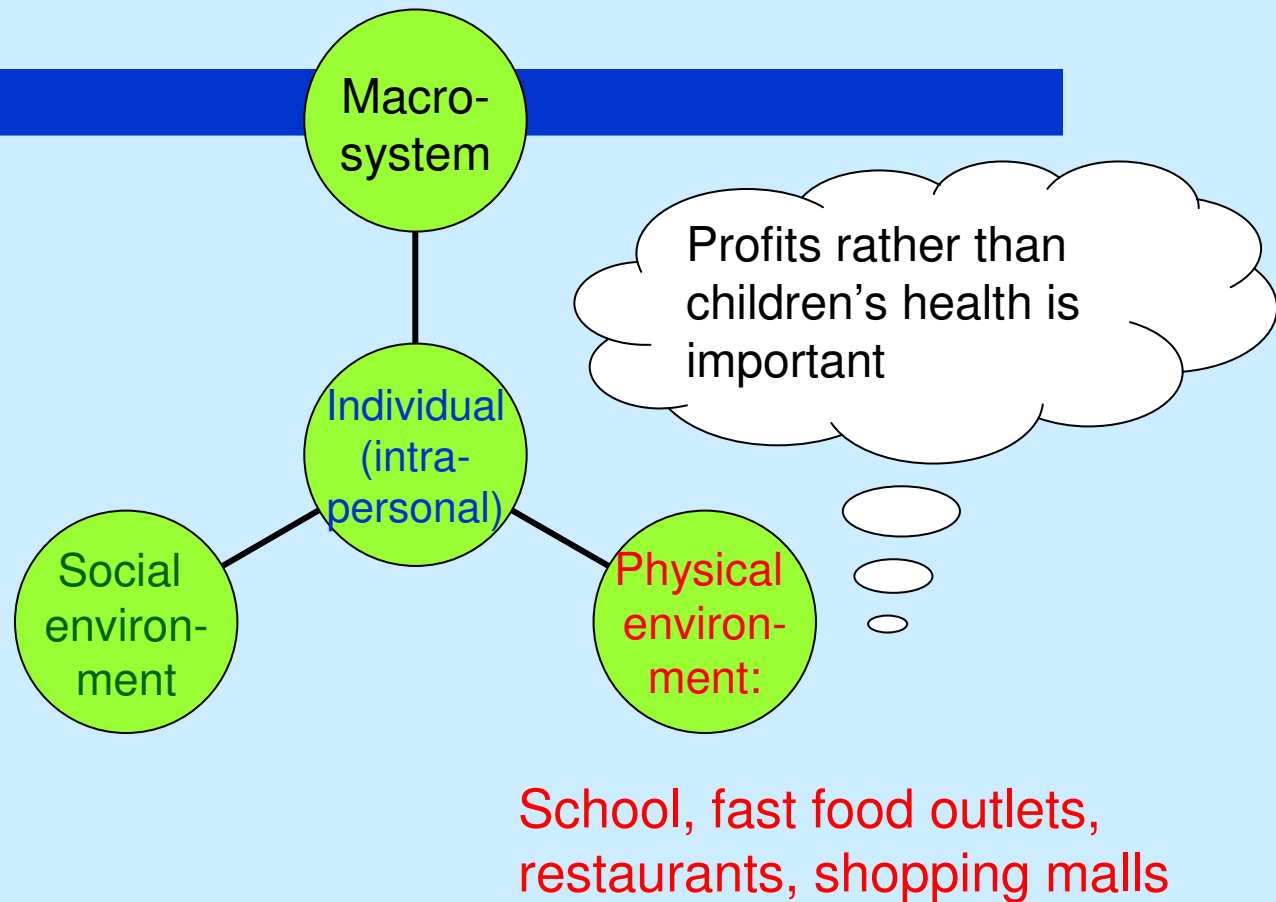 Macro-
system
Profits rather than
children's health is
important
Individual
(intra-
personal)
Social
environ-
ment
Physical
environ-
ment:
School, fast food outlets,
restaurants, shopping malls